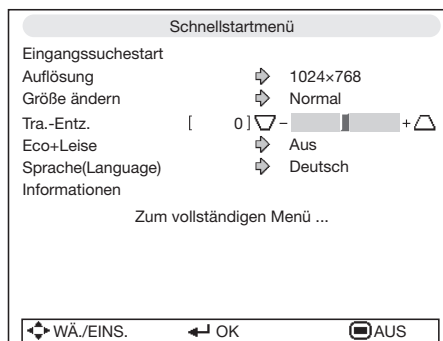 Schnellstartmenü
Eingangssuchestart
Auflösung 1024×768
Größe ändern Normal
Tra.-Entz. [ 0 ] – +
Eco+Leise Aus
Sprache(Language) Deutsch
Informationen
Zum vollständigen Menü ...
WÄ./EINS. OK AUS